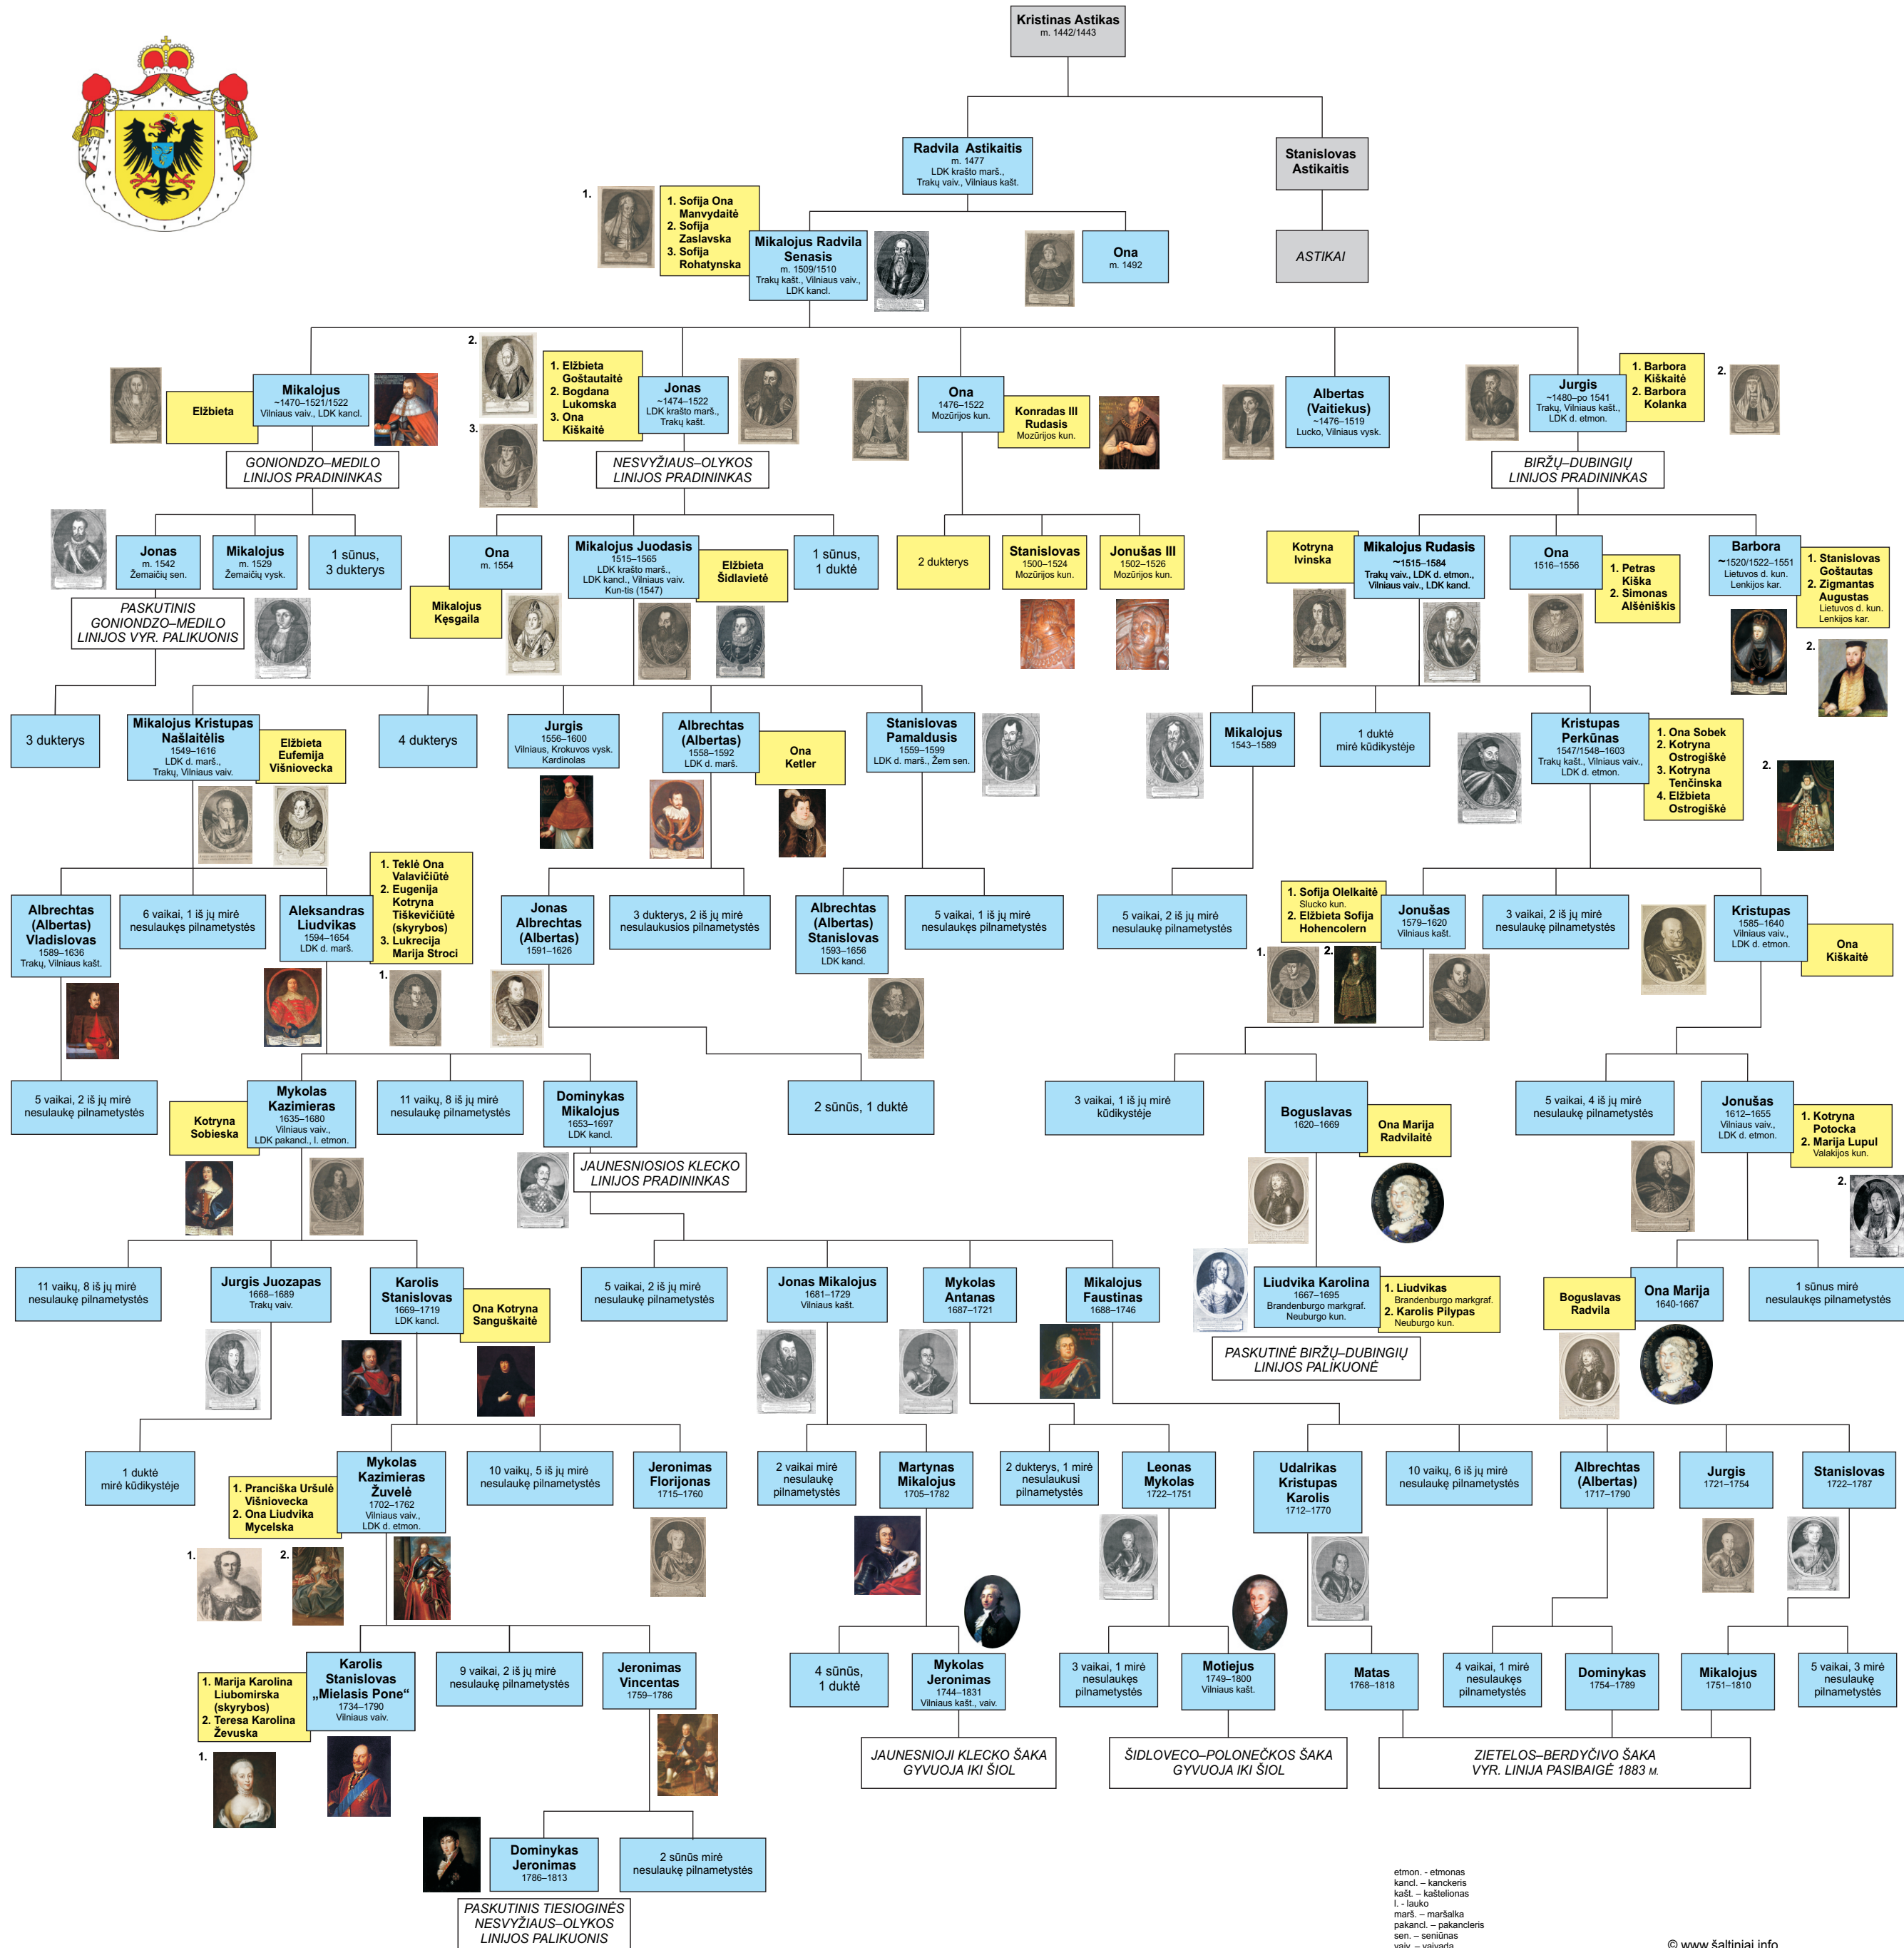 Kristinas Astikas
m. 1442/1443
Radvila Astikaitis
m. 1477
LDK krašto marš.,
Trakų vaiv., Vilniaus kašt.
Stanislovas
Astikaitis
1.
1. Sofija Ona
Manvydaitė
2. Sofija
Zaslavska
3. Sofija
Rohatynska
Mikalojus Radvila
Senasis
m. 1509/1510
Trakų kašt., Vilniaus vaiv.,
LDK kancl.
Ona
m. 1492
ASTIKAI
Elžbieta
Mikalojus
~1470–1521/1522
Vilniaus vaiv., LDK kancl.
2.
3.
1. Elžbieta
Goštautaitė
2. Bogdana
Lukomska
3. Ona
Kiškaitė
Jonas
~1474–1522
LDK krašto marš.,
Trakų kašt.
Ona
1476–1522
Mozūrijos kun.
Konradas III
Rudasis
Mozūrijos kun.
Albertas
(Vaitiekus)
~1476–1519
Lucko, Vilniaus vysk.
Jurgis
~1480–po 1541
Trakų, Vilniaus kašt.,
LDK d. etmon.
1. Barbora
Kiškaitė
2. Barbora
Kolanka
2.
GONIONDZO–MEDILO
LINIJOS PRADININKAS
NESVYŽIAUS–OLYKOS
LINIJOS PRADININKAS
BIRŽŲ–DUBINGIŲ
LINIJOS PRADININKAS
Jonas
m. 1542
Žemaičių sen.
Mikalojus
m. 1529
Žemaičių vysk.
1 sūnus,
3 dukterys
Ona
m. 1554
Mikalojus
Kęsgaila
Mikalojus Juodasis
1515–1565
LDK krašto marš.,
LDK kancl., Vilniaus vaiv.
Kun-tis (1547)
Elžbieta
Šidlavietė
1 sūnus,
1 duktė
2 dukterys
Stanislovas
1500–1524
Mozūrijos kun.
Jonušas III
1502–1526
Mozūrijos kun.
Kotryna
Ivinska
Mikalojus Rudasis
~1515–1584
Trakų vaiv., LDK d. etmon.,
Vilniaus vaiv., LDK kancl.
Ona
1516–1556
1. Petras
Kiška
2. Simonas
Alšėniškis
Barbora
~1520/1522–1551
Lietuvos d. kun.
Lenkijos kar.
1. Stanislovas
Goštautas
2. Zigmantas
Augustas
Lietuvos d. kun.
Lenkijos kar.
2.
PASKUTINIS
GONIONDZO–MEDILO
LINIJOS VYR. PALIKUONIS
3 dukterys
Mikalojus Kristupas
Našlaitėlis
1549–1616
LDK d. marš.,
Trakų, Vilniaus vaiv.
Elžbieta
Eufemija
Višniovecka
4 dukterys
Jurgis
1556–1600
Vilniaus, Krokuvos vysk.
Kardinolas
Albrechtas
(Albertas)
1558–1592
LDK d. marš.
Ona
Ketler
Stanislovas
Pamaldusis
1559–1599
LDK d. marš., Žem sen.
Mikalojus
1543–1589
1 duktė
mirė kūdikystėje
Kristupas
Perkūnas
1547/1548–1603
Trakų kašt., Vilniaus vaiv.,
LDK d. etmon.
1. Ona Sobek
2. Kotryna
Ostrogiškė
3. Kotryna
Tenčinska
4. Elžbieta
Ostrogiškė
2.
Albrechtas
(Albertas)
Vladislovas
1589–1636
Trakų, Vilniaus kašt.
6 vaikai, 1 iš jų mirė
nesulaukęs pilnametystės
Aleksandras
Liudvikas
1594–1654
LDK d. marš.
1. Teklė Ona
Valavičiūtė
2. Eugenija
Kotryna
Tiškevičiūtė
(skyrybos)
3. Lukrecija
Marija Stroci
1.
Jonas
Albrechtas
(Albertas)
1591–1626
3 dukterys, 2 iš jų mirė
nesulaukusios pilnametystės
Albrechtas
(Albertas)
Stanislovas
1593–1656
LDK kancl.
5 vaikai, 1 iš jų mirė
nesulaukęs pilnametystės
5 vaikai, 2 iš jų mirė
nesulaukę pilnametystės
1. Sofija Olelkaitė
Slucko kun.
2. Elžbieta Sofija
Hohencolern
1.
2.
Jonušas
1579–1620
Vilniaus kašt.
3 vaikai, 2 iš jų mirė
nesulaukę pilnametystės
Kristupas
1585–1640
Vilniaus vaiv.,
LDK d. etmon.
Ona
Kiškaitė
5 vaikai, 2 iš jų mirė
nesulaukę pilnametystės
Kotryna
Sobieska
Mykolas
Kazimieras
1635–1680
Vilniaus vaiv.,
LDK pakancl., l. etmon.
11 vaikų, 8 iš jų mirė
nesulaukę pilnametystės
Dominykas
Mikalojus
1653–1697
LDK kancl.
2 sūnūs, 1 duktė
3 vaikai, 1 iš jų mirė
kūdikystėje
Boguslavas
1620–1669
Ona Marija
Radvilaitė
5 vaikai, 4 iš jų mirė
nesulaukę pilnametystės
Jonušas
1612–1655
Vilniaus vaiv.,
LDK d. etmon.
1. Kotryna
Potocka
2. Marija Lupul
Valakijos kun.
2.
JAUNESNIOSIOS KLECKO
LINIJOS PRADININKAS
11 vaikų, 8 iš jų mirė
nesulaukę pilnametystės
Jurgis Juozapas
1668–1689
Trakų vaiv.
Karolis
Stanislovas
1669–1719
LDK kancl.
Ona Kotryna
Sanguškaitė
5 vaikai, 2 iš jų mirė
nesulaukę pilnametystės
Jonas Mikalojus
1681–1729
Vilniaus kašt.
Mykolas
Antanas
1687–1721
Mikalojus
Faustinas
1688–1746
Liudvika Karolina
1667–1695
Brandenburgo markgraf.
Neuburgo kun.
1. Liudvikas
Brandenburgo markgraf.
2. Karolis Pilypas
Neuburgo kun.
Boguslavas
Radvila
Ona Marija
1640-1667
1 sūnus mirė
nesulaukęs pilnametystės
PASKUTINĖ BIRŽŲ–DUBINGIŲ
LINIJOS PALIKUONĖ
1 duktė
mirė kūdikystėje
1. Pranciška Uršulė
Višniovecka
2. Ona Liudvika
Mycelska
1.
2.
Mykolas
Kazimieras
Žuvelė
1702–1762
Vilniaus vaiv.,
LDK d. etmon.
10 vaikų, 5 iš jų mirė
nesulaukę pilnametystės
Jeronimas
Florijonas
1715–1760
2 vaikai mirė
nesulaukę
pilnametystės
Martynas
Mikalojus
1705–1782
2 dukterys, 1 mirė
nesulaukusi
pilnametystės
Leonas
Mykolas
1722–1751
Udalrikas
Kristupas
Karolis
1712–1770
10 vaikų, 6 iš jų mirė
nesulaukę pilnametystės
Albrechtas
(Albertas)
1717–1790
Jurgis
1721–1754
Stanislovas
1722–1787
1. Marija Karolina
Liubomirska
(skyrybos)
2. Teresa Karolina
Ževuska
1.
Karolis
Stanislovas
„Mielasis Pone“
1734–1790
Vilniaus vaiv.
9 vaikai, 2 iš jų mirė
nesulaukę pilnametystės
Jeronimas
Vincentas
1759–1786
4 sūnūs,
1 duktė
Mykolas
Jeronimas
1744–1831
Vilniaus kašt., vaiv.
3 vaikai, 1 mirė
nesulaukęs
pilnametystės
Motiejus
1749–1800
Vilniaus kašt.
Matas
1768–1818
4 vaikai, 1 mirė
nesulaukęs
pilnametystės
Dominykas
1754–1789
Mikalojus
1751–1810
5 vaikai, 3 mirė
nesulaukę
pilnametystės
JAUNESNIOJI KLECKO ŠAKA
GYVUOJA IKI ŠIOL
ŠIDLOVECO–POLONEČKOS ŠAKA
GYVUOJA IKI ŠIOL
ZIETELOS–BERDYČIVO ŠAKA
VYR. LINIJA PASIBAIGĖ 1883 M.
Dominykas
Jeronimas
1786–1813
2 sūnūs mirė
nesulaukę pilnametystės
PASKUTINIS TIESIOGINĖS
NESVYŽIAUS–OLYKOS
LINIJOS PALIKUONIS
etmon. - etmonas
kancl. – kanckeris
kašt. – kaštelionas
l. - lauko
marš. – maršalka
pakancl. – pakancleris
sen. – seniūnas
vaiv. – vaivada
© www.šaltiniai.info